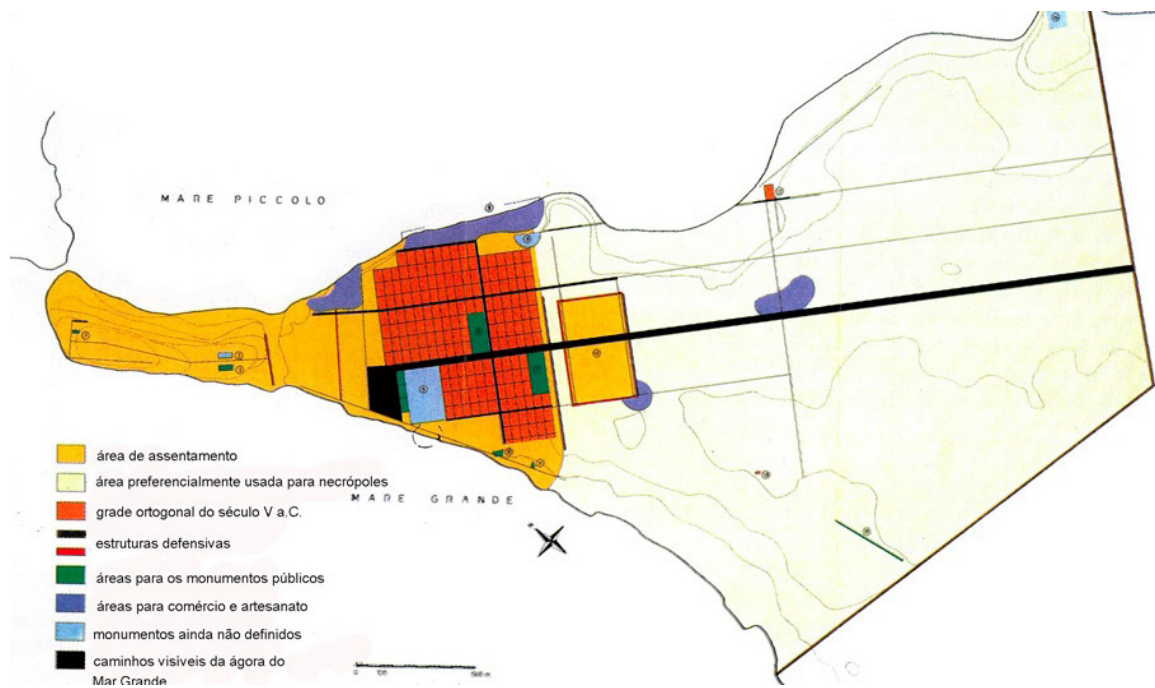 MARE PICCOLO
MARE GRANDE
área de assentamento
área preferencialmente usada para necrópoles
grade ortogonal do século V a.C.
estruturas defensivas
áreas para os monumentos públicos
áreas para comércio e artesanato
monumentos ainda não definidos
caminhos visíveis da ágora do
Mar Grande
0